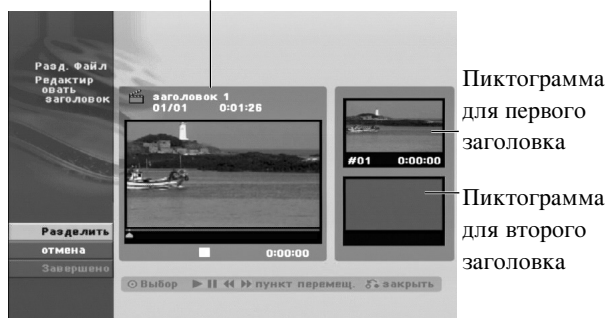 Разд. Файл
Редактир
овать
заголовок
заголовок 1
01/01 0:01:26
#01 0:00:00
Разделить
отмена
Завершено
0:00:00
Выбор пункт перемещ. закрыть
Пиктограмма
для первого
заголовка
Пиктограмма
для второго
заголовка